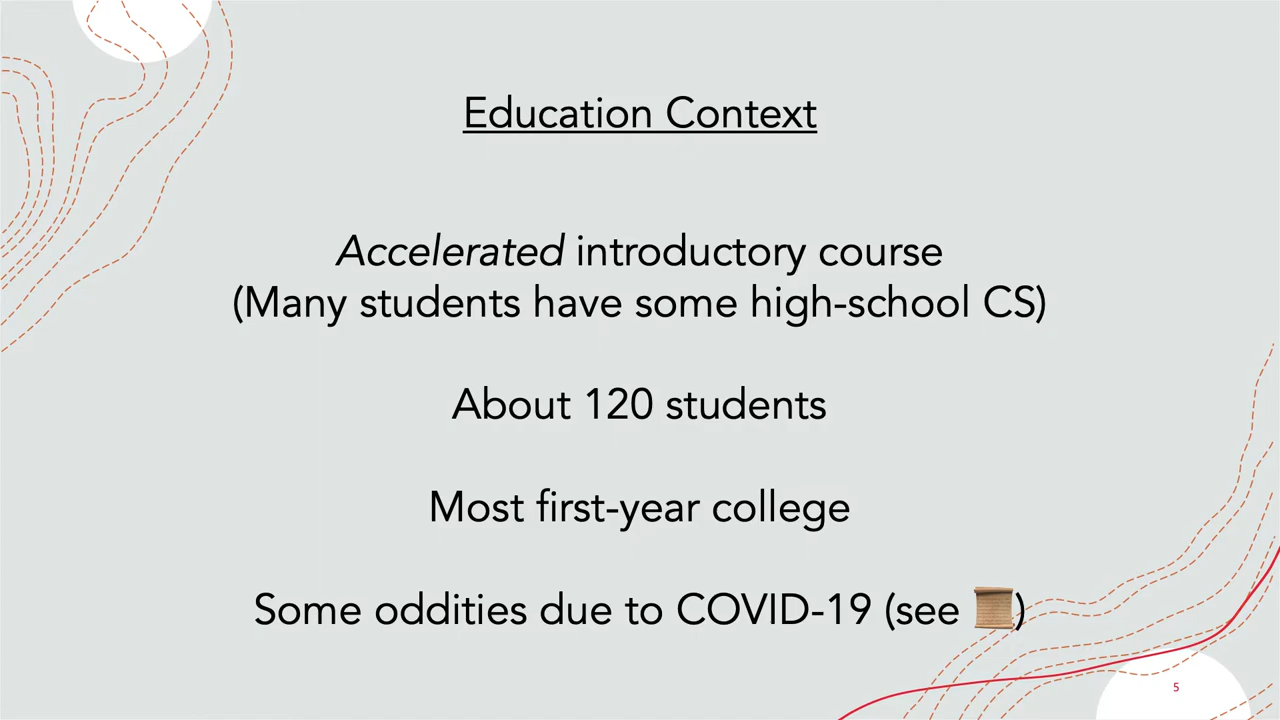 Education Context
Accelerated introductory course
(Many students have some high-school CS)
About 120 students
Most first-year college
Some oddities due to COVID-19 (see 📜)
5